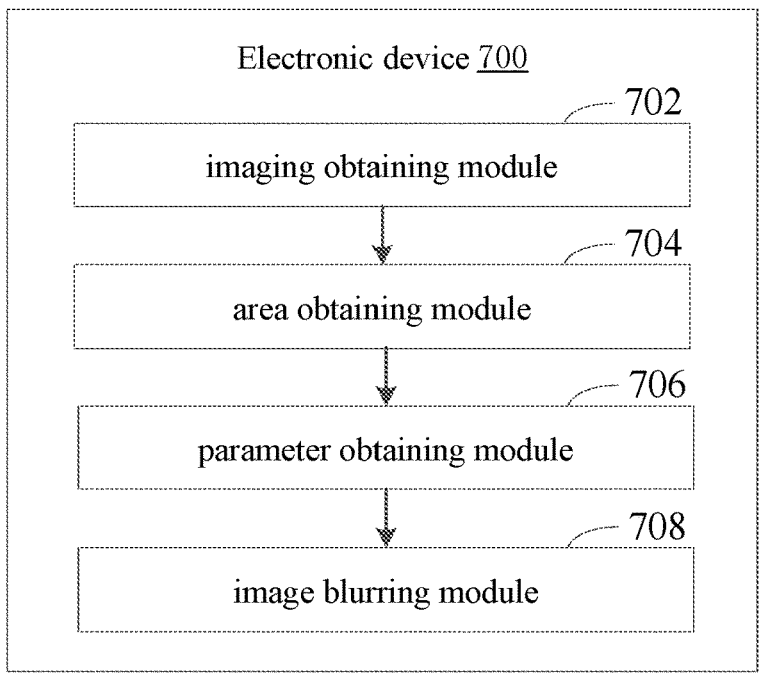 Electronic device 700
702
imaging obtaining module
704
area obtaining module
706
parameter obtaining module
708
image blurring module